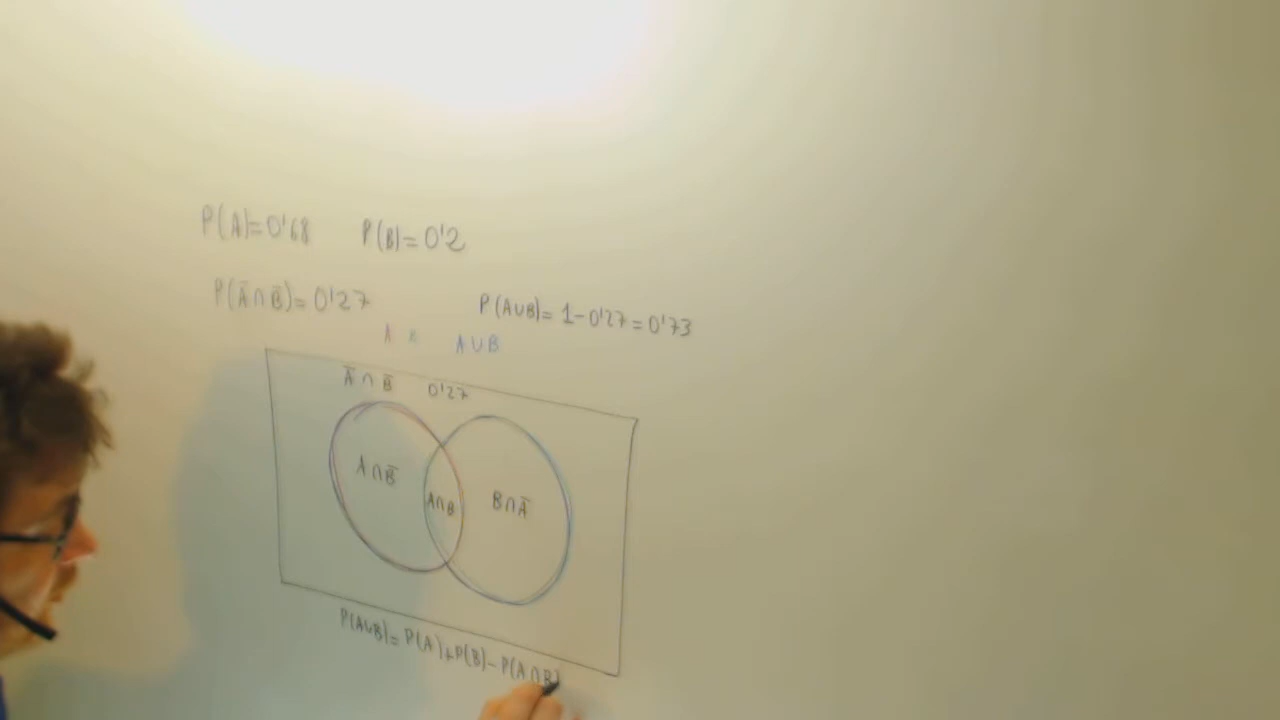 P(A)=0'68 P(B)=0'2
P(A̅∩B̅)=0'27 P(A∪B)= 1-0'27=0'73
A A∪B
A̅∩B̅ 0'27
A∩B̅ A∩B B∩A̅
P(A∪B)=P(A)+P(B)-P(A∩B)